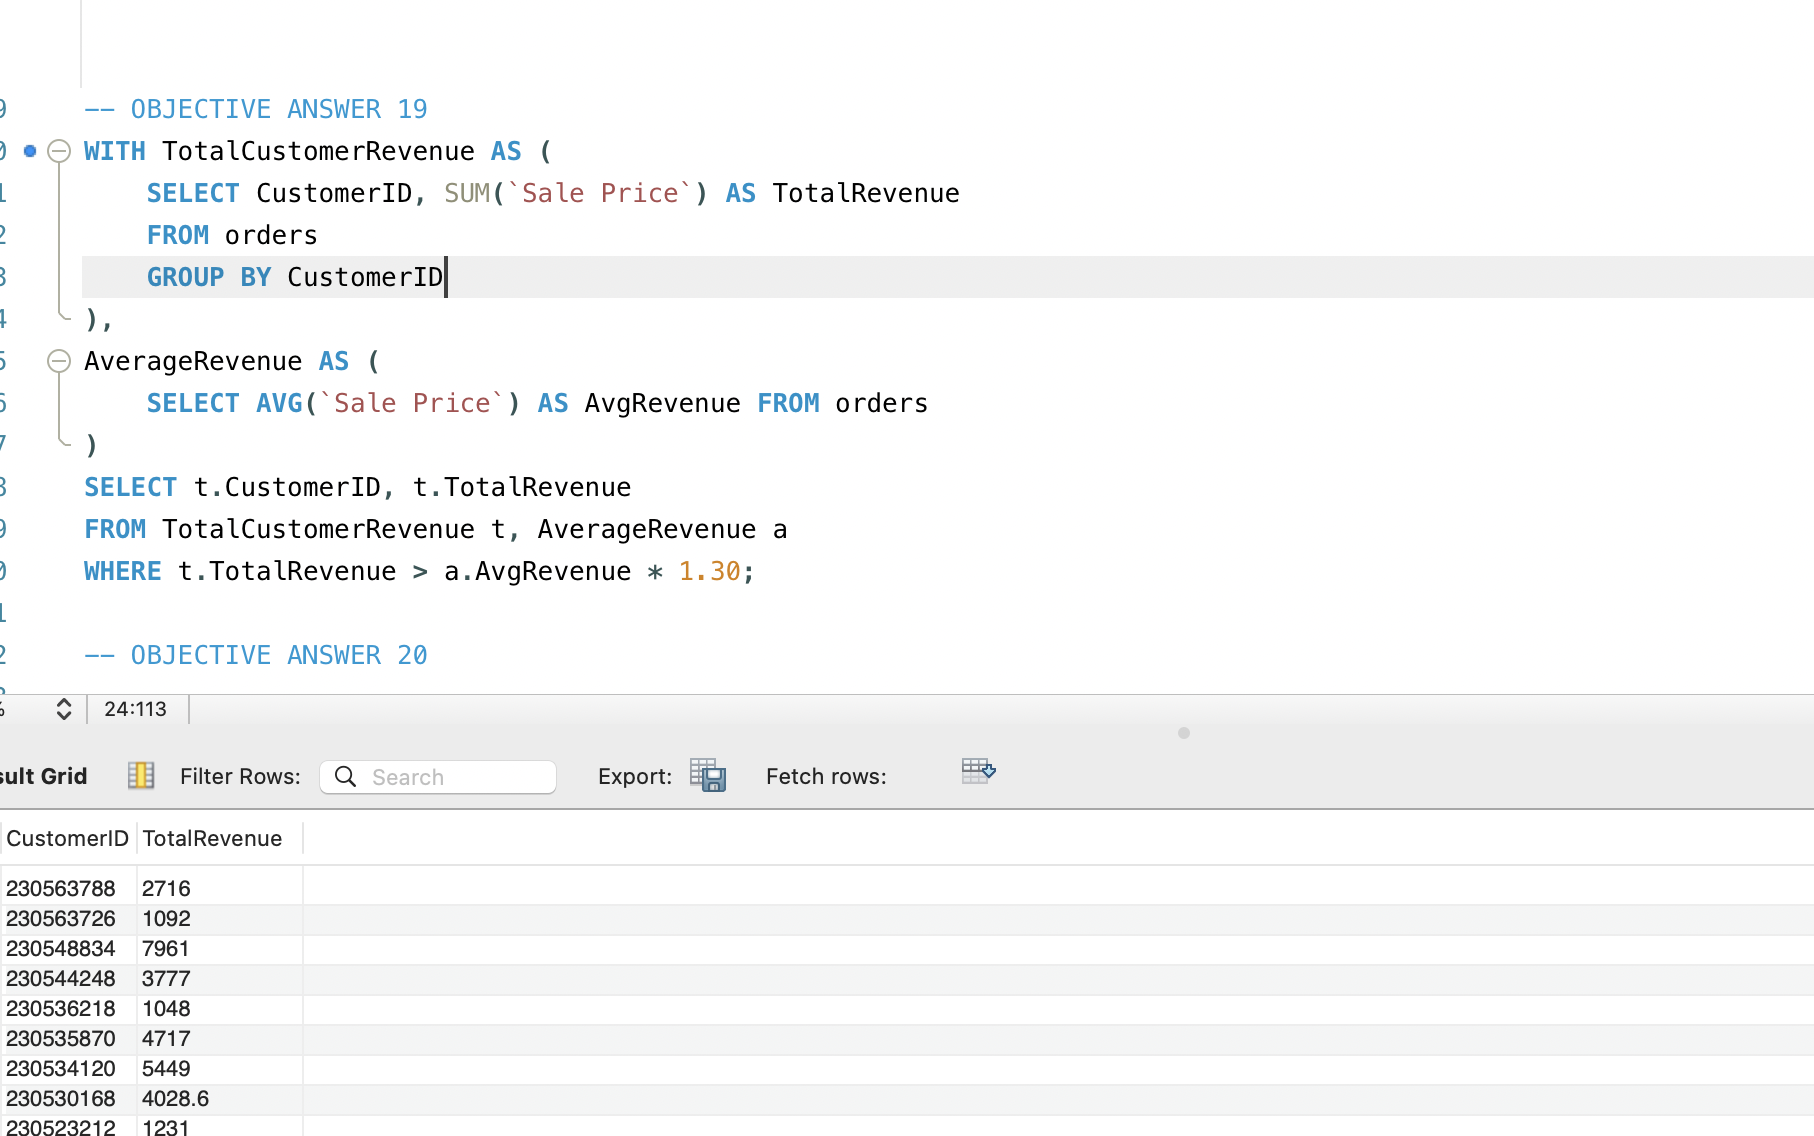 -- OBJECTIVE ANSWER 19
WITH TotalCustomerRevenue AS (
SELECT CustomerID, SUM(`Sale Price`) AS TotalRevenue
FROM orders
GROUP BY CustomerID
),
AverageRevenue AS (
SELECT AVG(`Sale Price`) AS AvgRevenue FROM orders
)
SELECT t.CustomerID, t.TotalRevenue
FROM TotalCustomerRevenue t, AverageRevenue a
WHERE t.TotalRevenue > a.AvgRevenue * 1.30;
-- OBJECTIVE ANSWER 20
24:113
Grid Filter Rows: Search Export: Fetch rows:
CustomerID TotalRevenue
230563788 2716
230563726 1092
230548834 7961
230544248 3777
230536218 1048
230535870 4717
230534120 5449
230530168 4028.6
230523212 1231